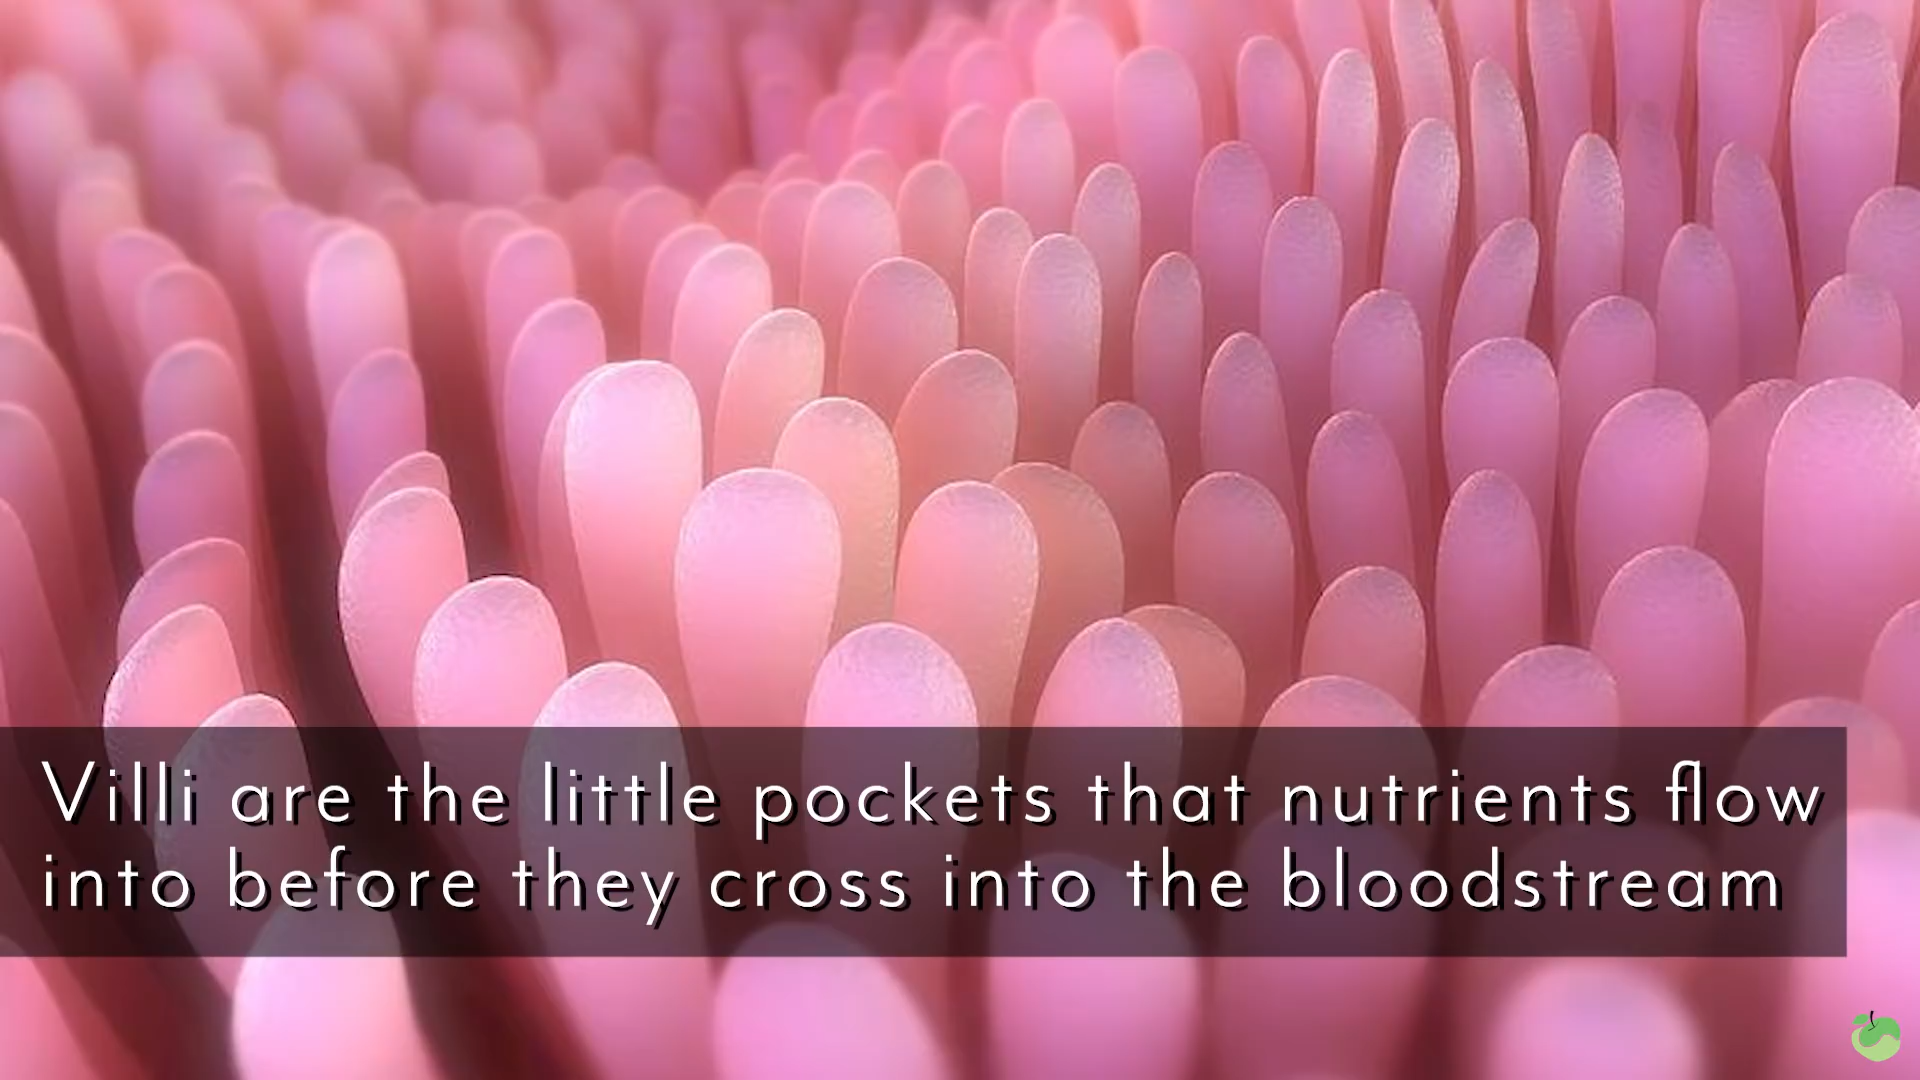 Villi are the little pockets that nutrients flow
into before they cross into the bloodstream